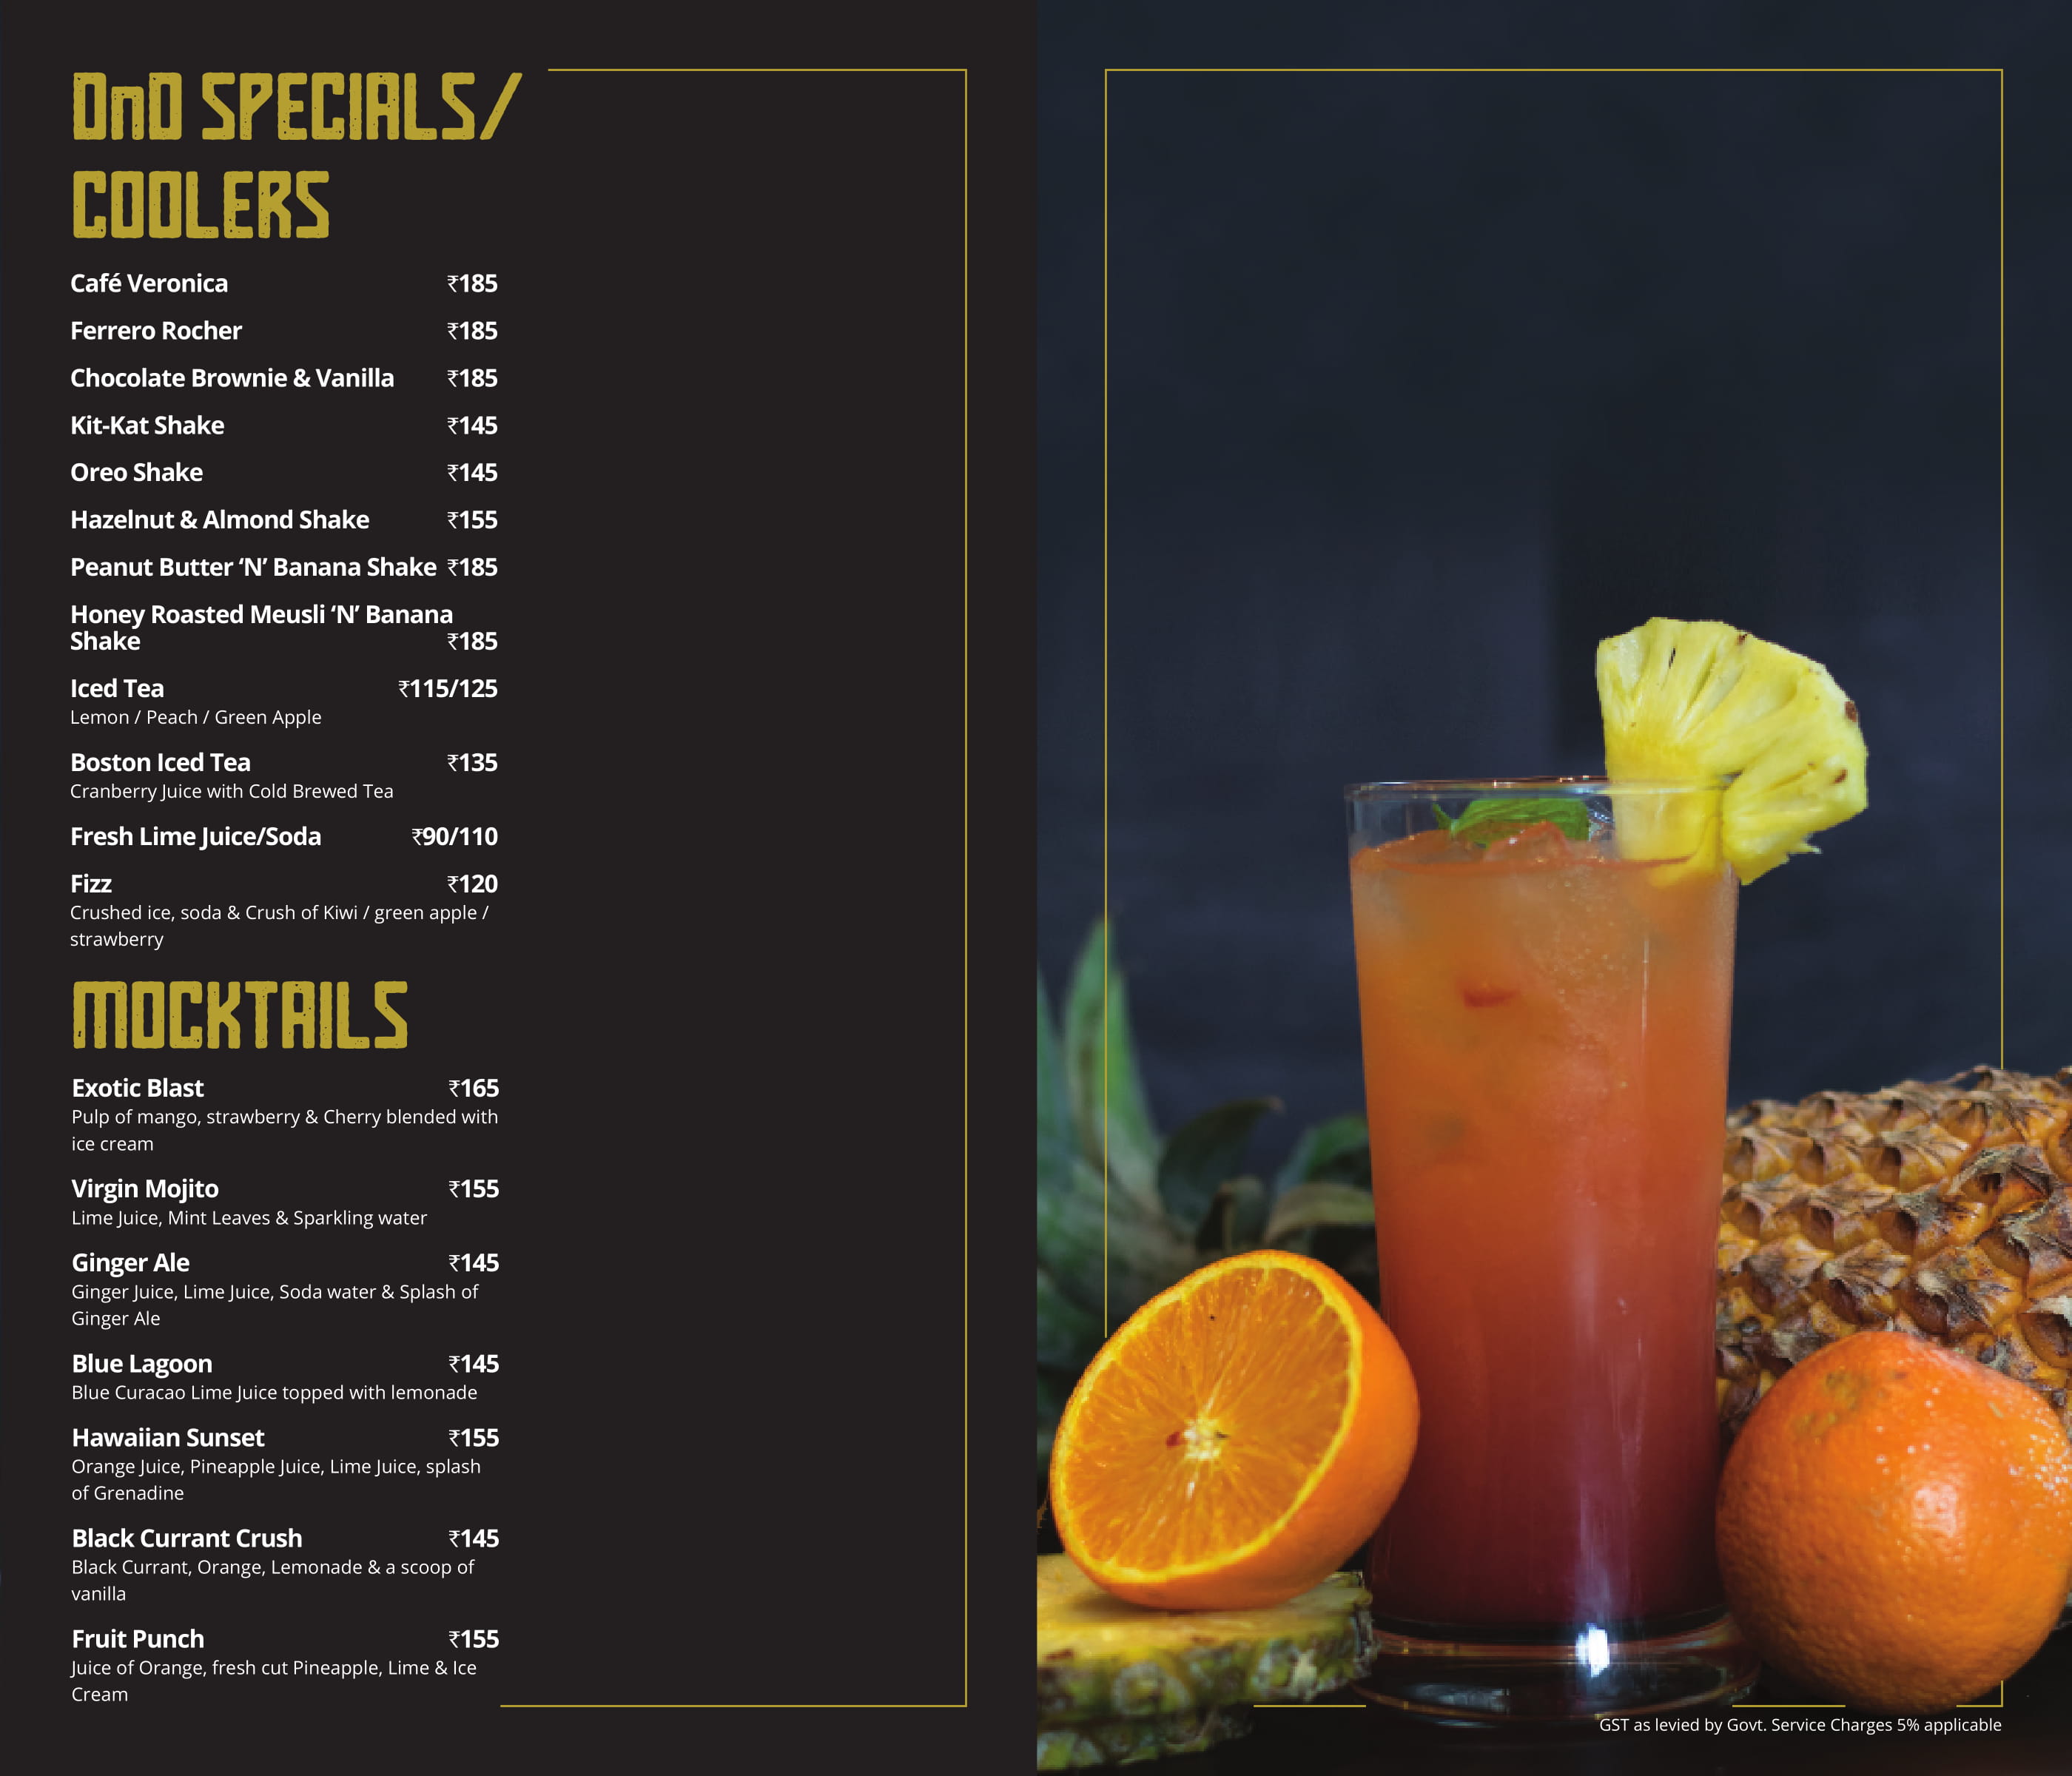 DnD SPECIALS/
COOLERS
Café Veronica ₹185
Ferrero Rocher ₹185
Chocolate Brownie & Vanilla ₹185
Kit-Kat Shake ₹145
Oreo Shake ₹145
Hazelnut & Almond Shake ₹155
Peanut Butter ‘N’ Banana Shake ₹185
Honey Roasted Meusli ‘N’ Banana
Shake ₹185
Iced Tea ₹115/125
Lemon / Peach / Green Apple
Boston Iced Tea ₹135
Cranberry Juice with Cold Brewed Tea
Fresh Lime Juice/Soda ₹90/110
Fizz ₹120
Crushed ice, soda & Crush of Kiwi / green apple /
strawberry
MOCKTAILS
Exotic Blast ₹165
Pulp of mango, strawberry & Cherry blended with
ice cream
Virgin Mojito ₹155
Lime Juice, Mint Leaves & Sparkling water
Ginger Ale ₹145
Ginger Juice, Lime Juice, Soda water & Splash of
Ginger Ale
Blue Lagoon ₹145
Blue Curacao Lime Juice topped with lemonade
Hawaiian Sunset ₹155
Orange Juice, Pineapple Juice, Lime Juice, splash
of Grenadine
Black Currant Crush ₹145
Black Currant, Orange, Lemonade & a scoop of
vanilla
Fruit Punch ₹155
Juice of Orange, fresh cut Pineapple, Lime & Ice
Cream
GST as levied by Govt. Service Charges 5% applicable